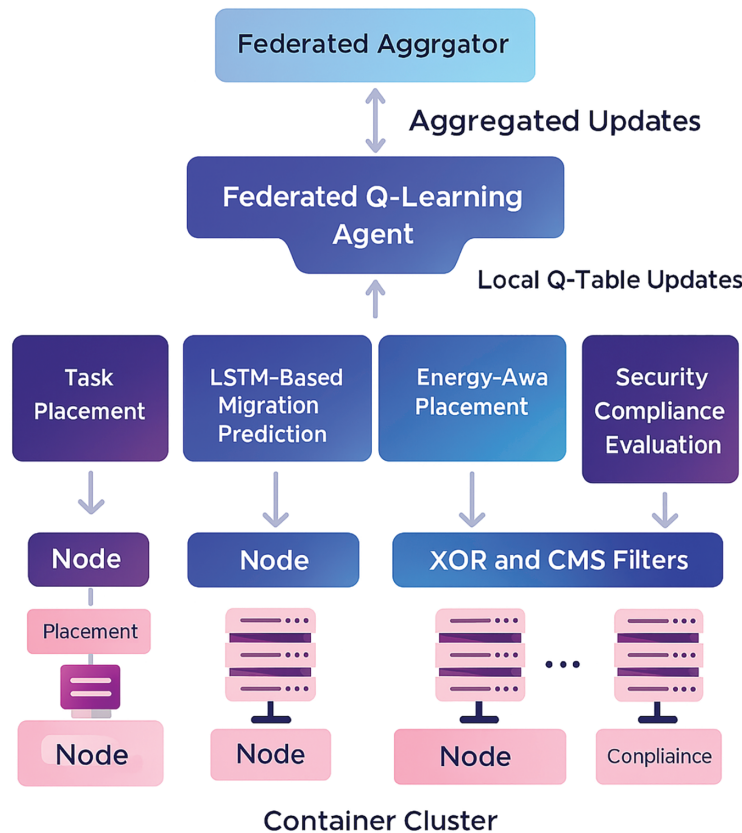 Federated Aggrgator
Aggregated Updates
Federated Q-Learning
Agent
Local Q-Table Updates
Task
Placement
LSTM-Based
Migration
Prediction
Energy-Awa
Placement
Security
Compliance
Evaluation
Node
Node
XOR and CMS Filters
Placement
Node
Node
Node
Conpliaince
Container Cluster